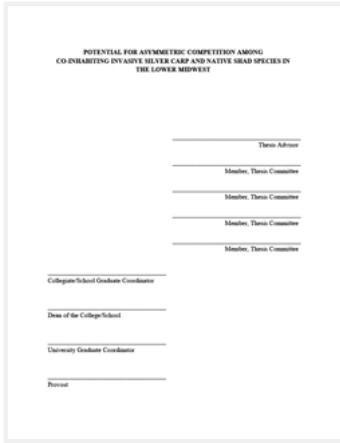 POTENTIAL FOR ASYMMETRIC COMPETITION AMONG
CO-INHABITING INVASIVE SILVER CARP AND NATIVE SHAD SPECIES IN
THE LOWER MIDWEST
Thesis Advisor
Member, Thesis Committee
Member, Thesis Committee
Member, Thesis Committee
Member, Thesis Committee
Collegiate/School Graduate Coordinator
Dean of the College/School
University Graduate Coordinator
Provost